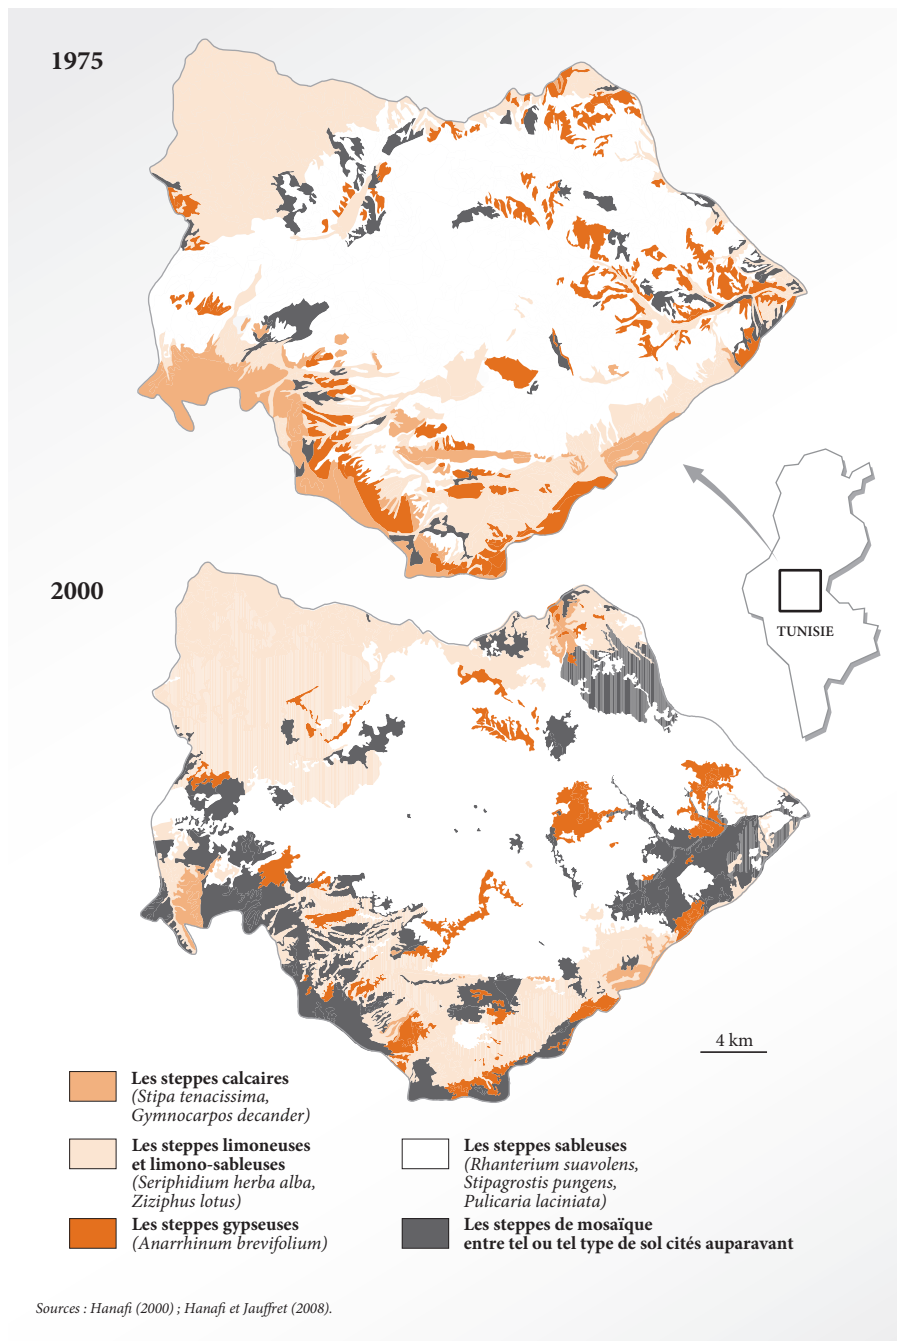 1975
2000
TUNISIE
4 km
Les steppes calcaires
(Stipa tenacissima,
Gymnocarpos decander)
Les steppes limoneuses
et limono-sableuses
(Seriphidium herba alba,
Ziziphus lotus)
Les steppes gypseuses
(Anarrhinum brevifolium)
Les steppes sableuses
(Rhanterium suavolens,
Stipagrostis pungens,
Pulicaria laciniata)
Les steppes de mosaïque
entre tel ou tel type de sol cités auparavant
Sources : Hanafi (2000) ; Hanafi et Jauffret (2008).